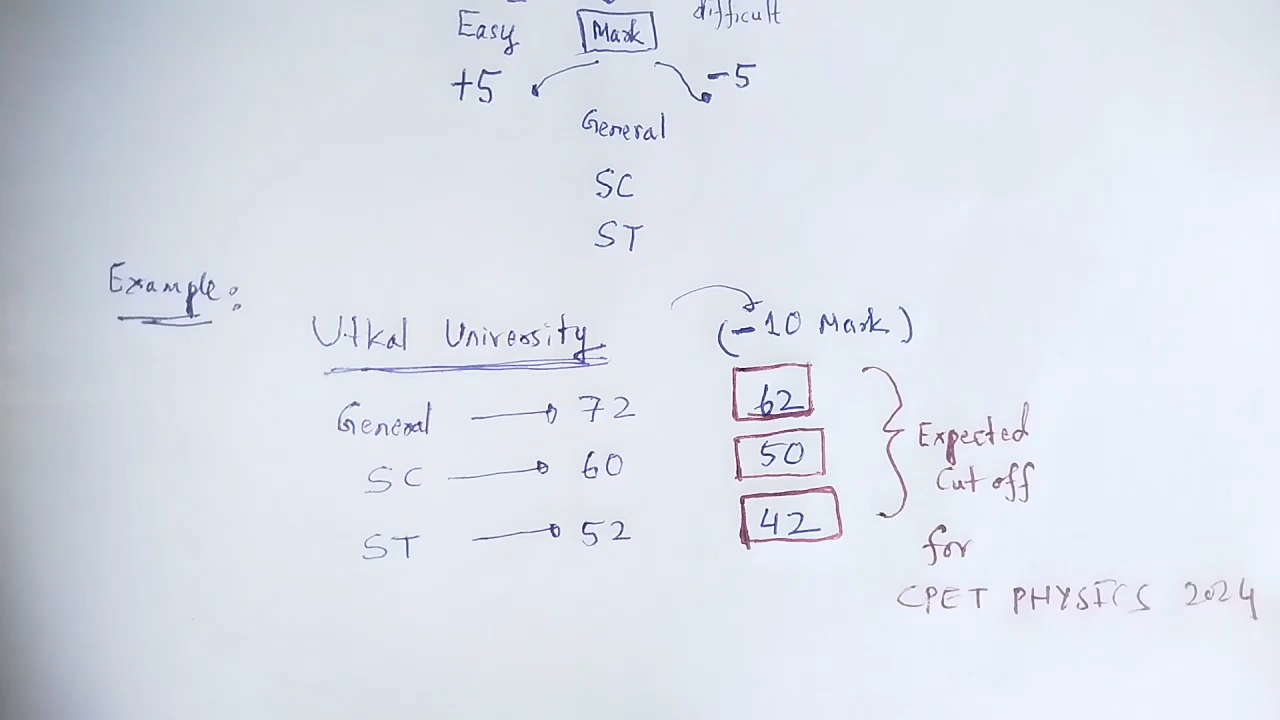 Easy Mark difficult
+5 -5
General
SC
ST
Example:
Utkal University (-10 Mark)
General 72 62
SC 60 50
ST 52 42
Expected
Cut off
for
CPET PHYSICS 2024